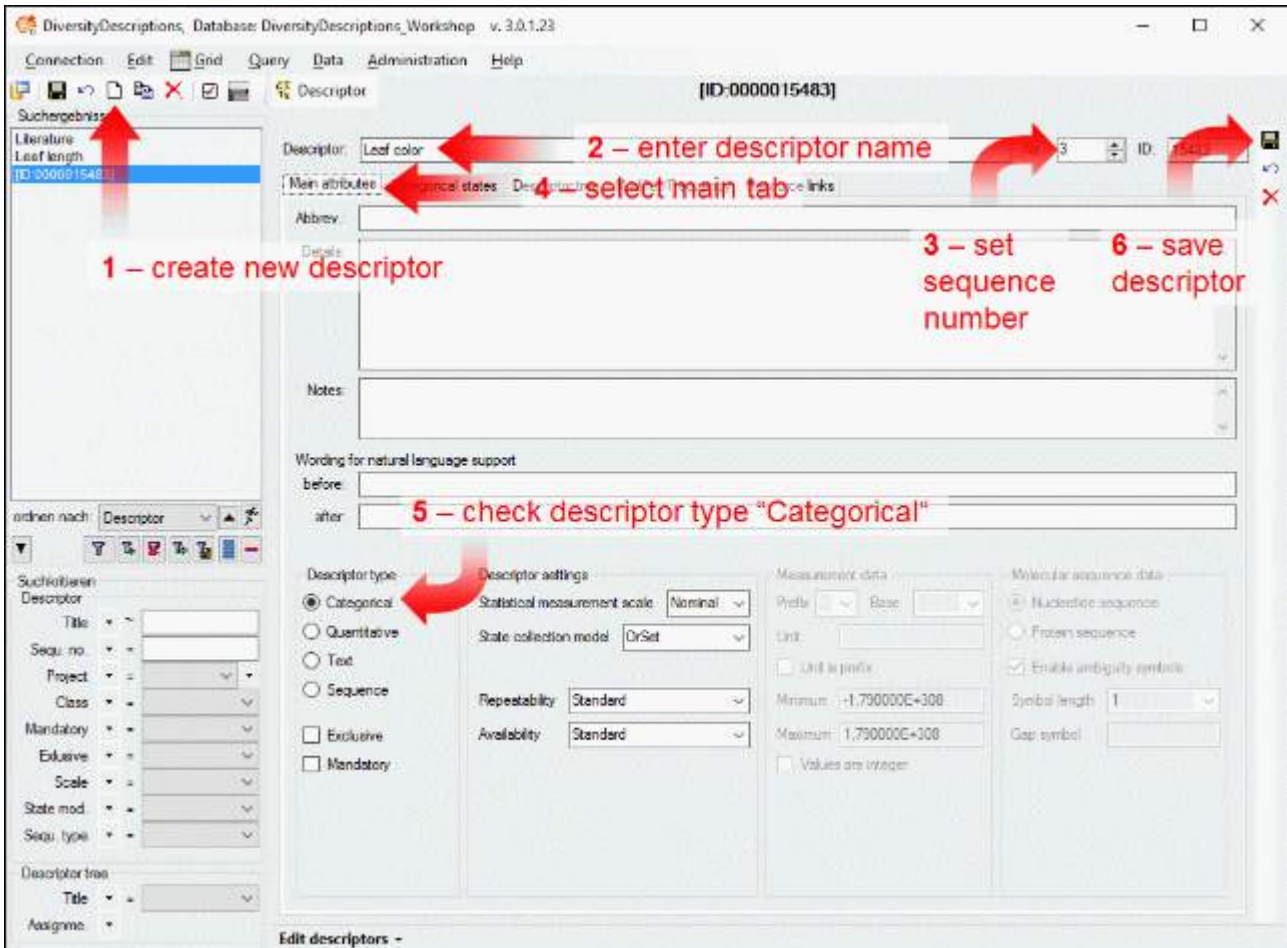 DiversityDescriptions, Database: DiversityDescriptions_Workshop v. 3.0.1.23
Connection Edit Grid Query Data Administration Help
Descriptor [ID:0000015483]
Suchergebniss
Literature
Leaf length
[ID:0000015483]
Descriptor: Leaf color 3 ID: 15483
2 – enter descriptor name
Main attributes states links
4 – select main tab
Abbrev.
Details
1 – create new descriptor
3 – set
sequence
number
6 – save
descriptor
Notes:
Wording for natural language support
before:
after
5 – check descriptor type "Categorical"
ordnen nach: Descriptor
Suchkriterien
Descriptor
Title ~
Sequ. no. =
Project =
Class =
Mandatory =
Exlusive =
Scale =
State mod. =
Sequ. type =
Descriptor tree
Title =
Assignme.
Descriptor type
Categorical
Quantitative
Text
Sequence
Exclusive
Mandatory
Descriptor settings
Statistical measurement scale Nominal
State collection model OrSet
Repeatability Standard
Availability Standard
Measurement data
Prefix Base
Unit
Unit is prefix
Minimum -1,790000E+308
Maximum 1,790000E+308
Values are integer
Molecular sequence data
Nucleotide sequence
Protein sequence
Enable ambiguity symbols
Symbol length 1
Gap symbol
Edit descriptors